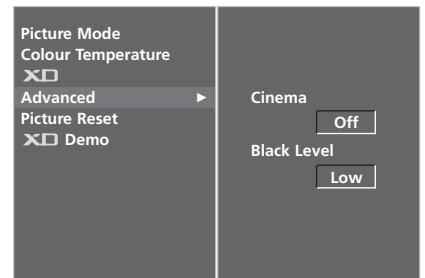 Picture Mode
Colour Temperature
XD
Advanced ►
Picture Reset
XD Demo
Cinema
Off
Black Level
Low